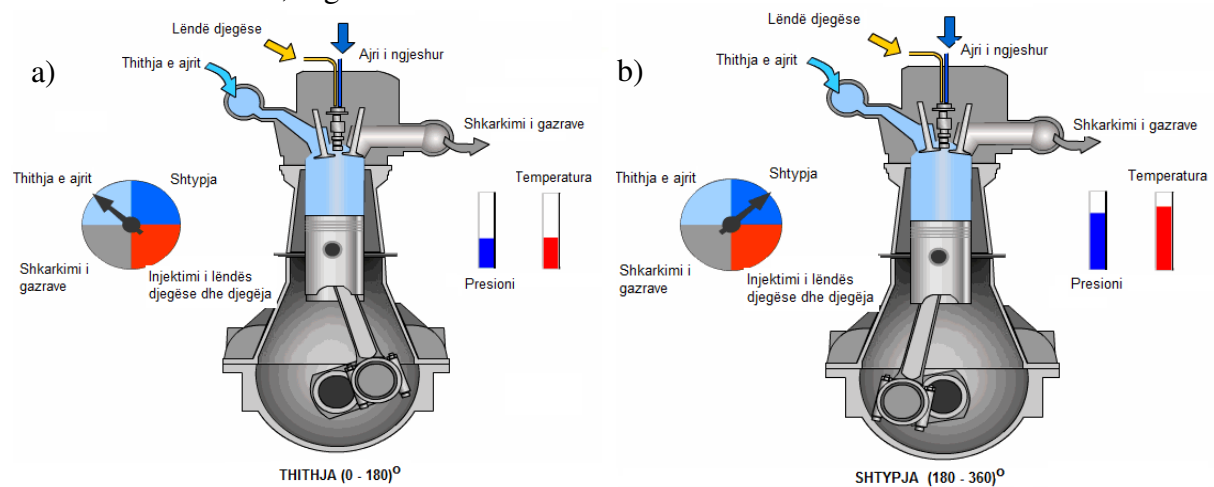 Lëndë djegëse
Ajri i ngjeshur
Thithja e ajrit
a)
Shkarkimi i gazrave
Thithja e ajrit
Shtypja
Temperatura
Shkarkimi i
gazrave
Injektimi i lëndës
djegëse dhe djegëja
Presioni
THITHJA (0 - 180)⁰
Lëndë djegëse
Ajri i ngjeshur
Thithja e ajrit
b)
Shkarkimi i gazrave
Thithja e ajrit
Shtypja
Temperatura
Shkarkimi i
gazrave
Injektimi i lëndës
djegëse dhe djegëja
Presioni
SHTYPJA (180 - 360)⁰